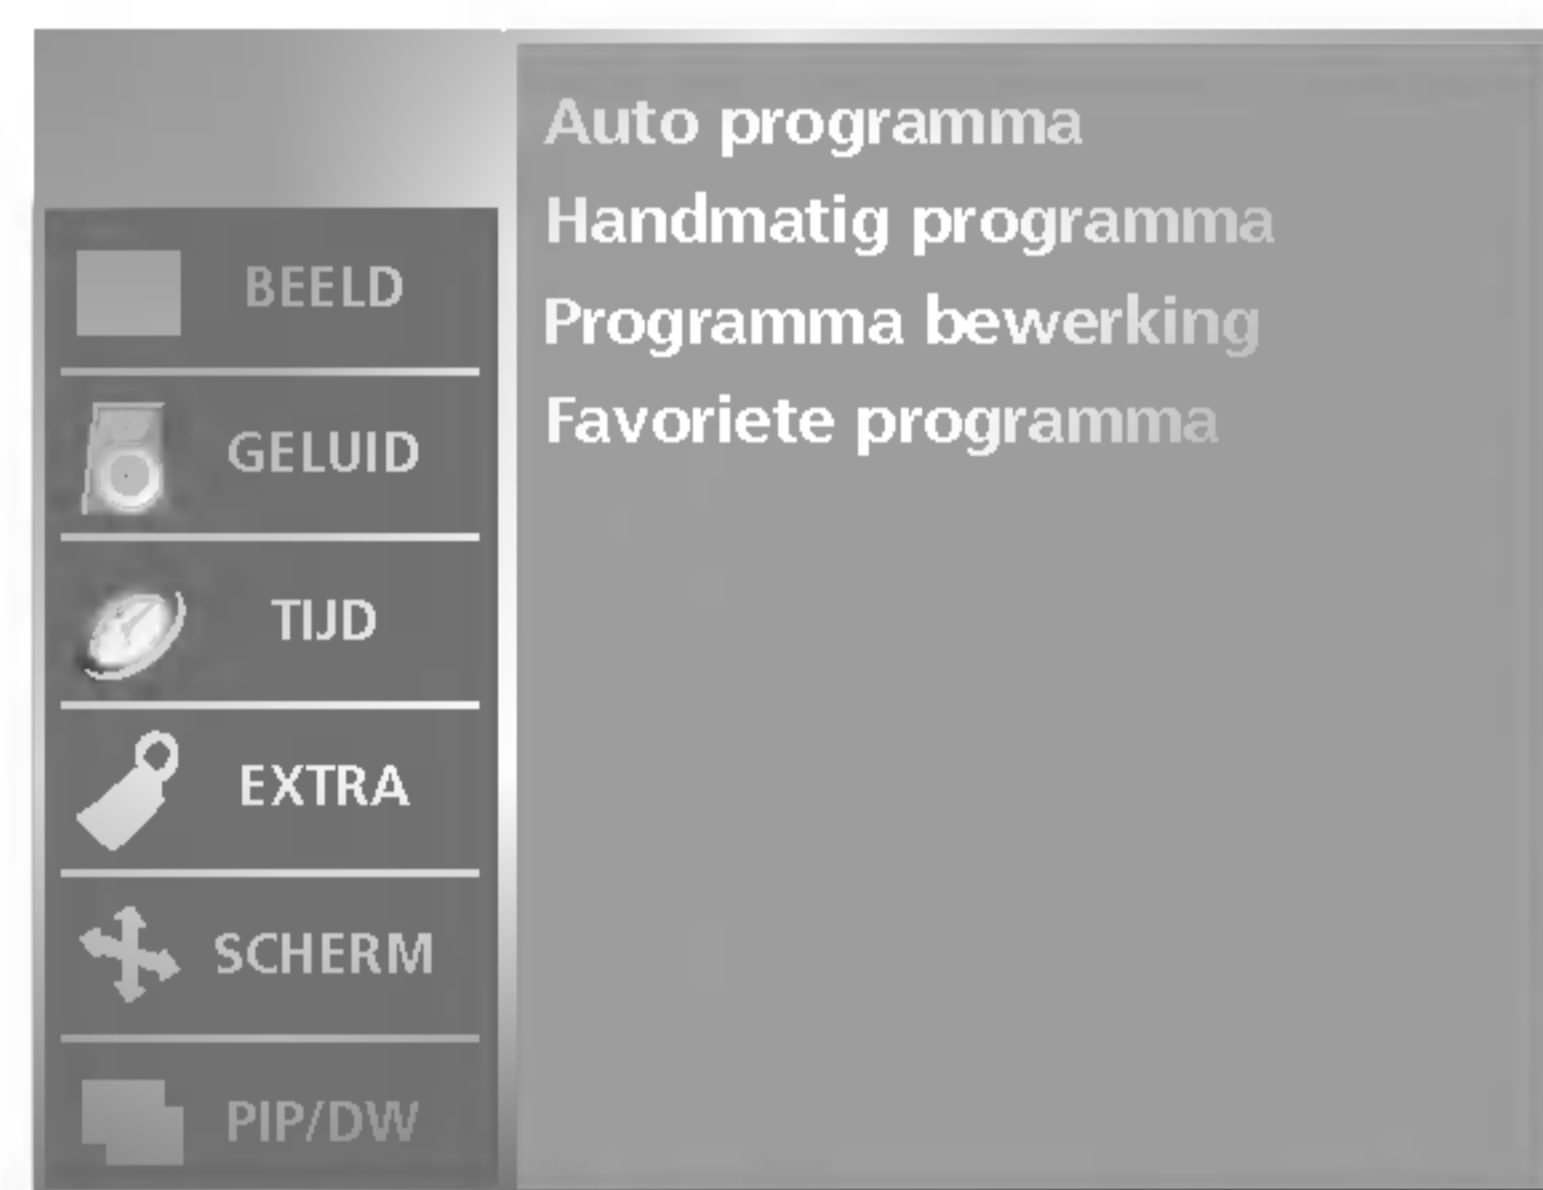 Auto programma
Handmatig programma
Programma bewerking
Favoriete programma
BEELD
GELUID
TIJD
EXTRA
SCHERM
PIP/DW